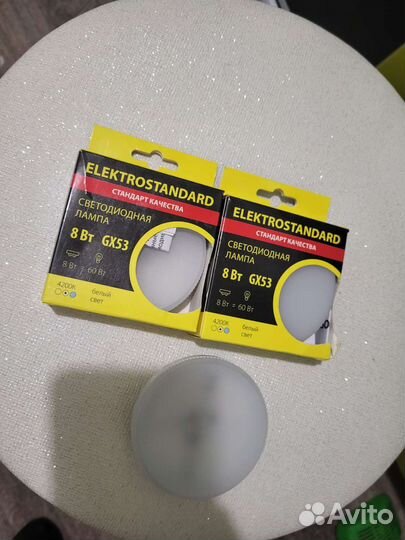 ELEKTROSTANDARD
СТАНДАРТ КАЧЕСТВА
СВЕТОДИОДНАЯ
ЛАМПА
8 Вт GX53
8 Вт = 60 Вт
4200K
белый
свет
ELEKTROSTANDARD
СТАНДАРТ КАЧЕСТВА
СВЕТОДИОДНАЯ
ЛАМПА
8 Вт GX53
8 Вт = 60 Вт
4200K
белый
свет
Avito